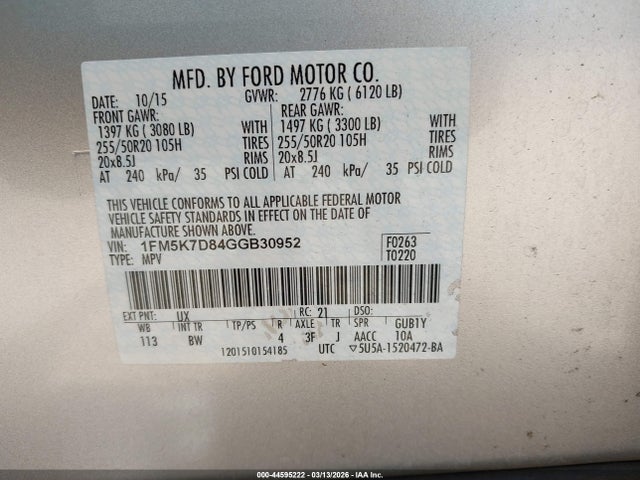 MFD. BY FORD MOTOR CO.
DATE: 10/15 GVWR: 2776 KG ( 6120 LB)
FRONT GAWR: REAR GAWR:
1397 KG ( 3080 LB) WITH 1497 KG ( 3300 LB) WITH
255/50R20 105H TIRES 255/50R20 105H TIRES
20x8.5J RIMS 20x8.5J RIMS
AT 240 kPa/ 35 PSI COLD AT 240 kPa/ 35 PSI COLD
THIS VEHICLE CONFORMS TO ALL APPLICABLE FEDERAL MOTOR
VEHICLE SAFETY STANDARDS IN EFFECT ON THE DATE OF
MANUFACTURE SHOWN ABOVE.
VIN: 1FM5K7D84GGB30952 F0263
TYPE: MPV T0220
EXT PNT: UX RC: 21 DSO:
WB INT TR TP/PS R AXLE TR SPR GUB1Y
113 BW 4 3F J AACC 10A
1201510154185 UTC ▽5U5A-1520472-BA
000-44595222 - 03/13/2026 - IAA Inc.